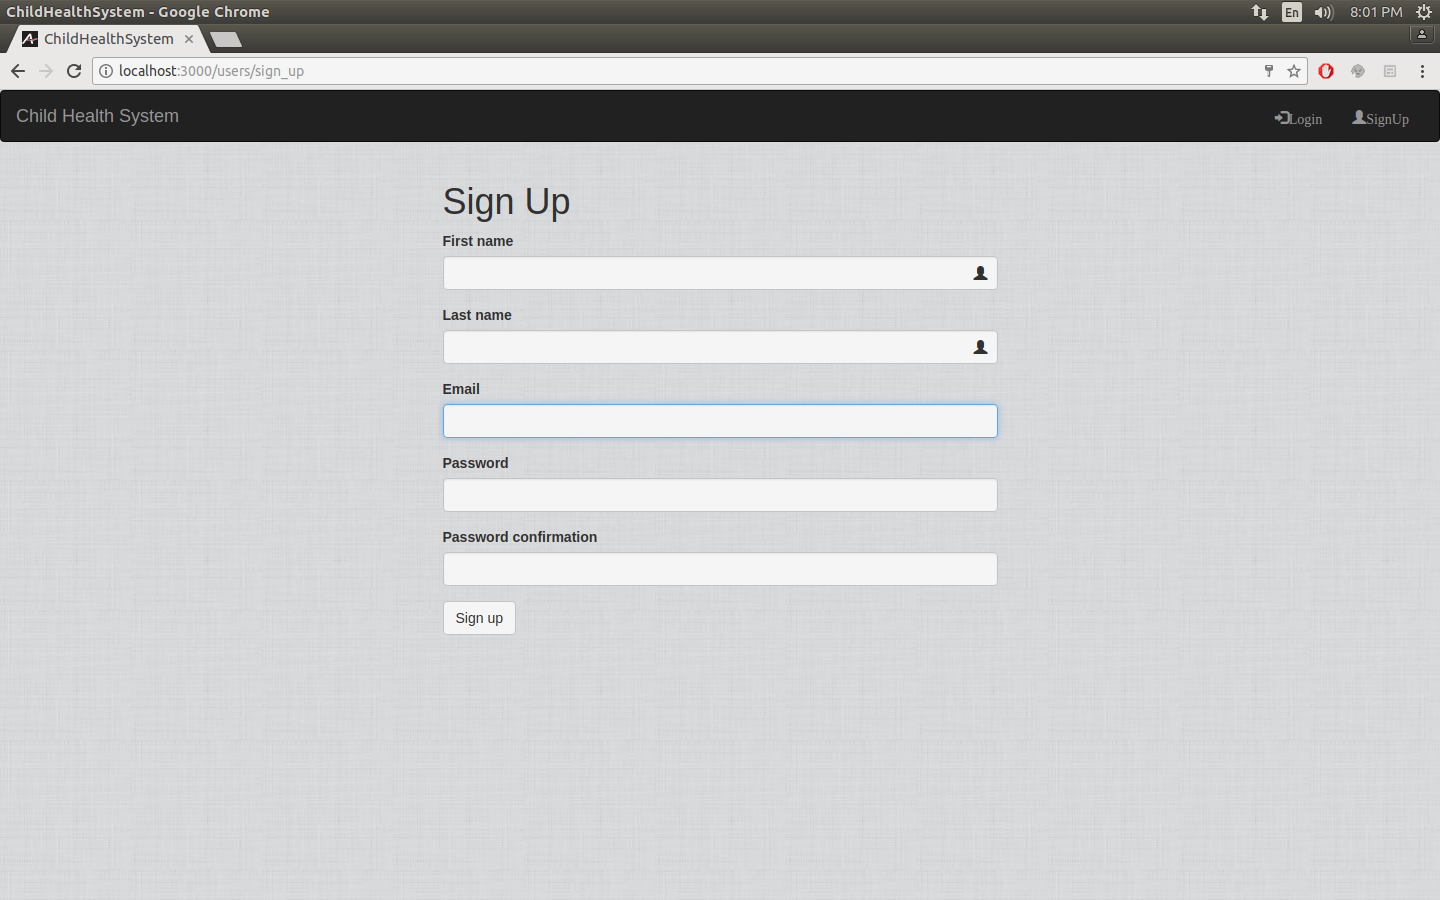 ChildHealthSystem - Google Chrome
En
8:01 PM
ChildHealthSystem
localhost:3000/users/sign_up
Child Health System
Login
SignUp
Sign Up
First name
Last name
Email
Password
Password confirmation
Sign up